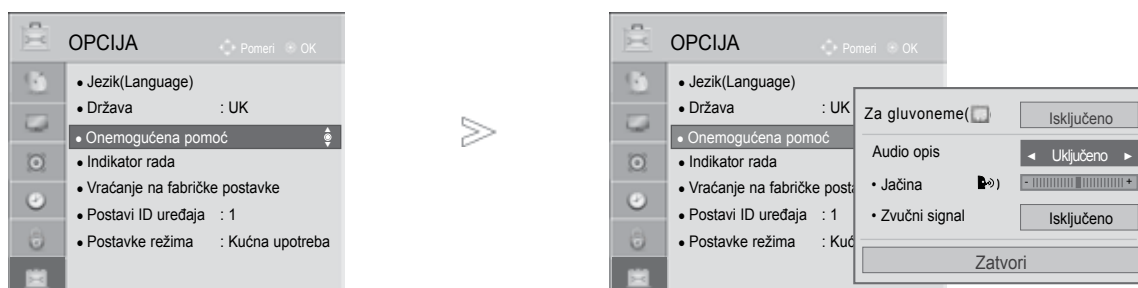 OPCIJA Pomeri OK
• Jezik(Language)
• Država : UK
• Onemogućena pomoć
• Indikator rada
• Vraćanje na fabričke postavke
• Postavi ID uređaja : 1
• Postavke režima : Kućna upotreba
OPCIJA Pomeri OK
• Jezik(Language)
• Država : UK
• Onemogućena pomoć
• Indikator rada
• Vraćanje na fabričke posta
• Postavi ID uređaja : 1
• Postavke režima : Kuć
Za gluvoneme( ) Isključeno
Audio opis ◄ Uključeno ►
• Jačina - +
• Zvučni signal Isključeno
Zatvori